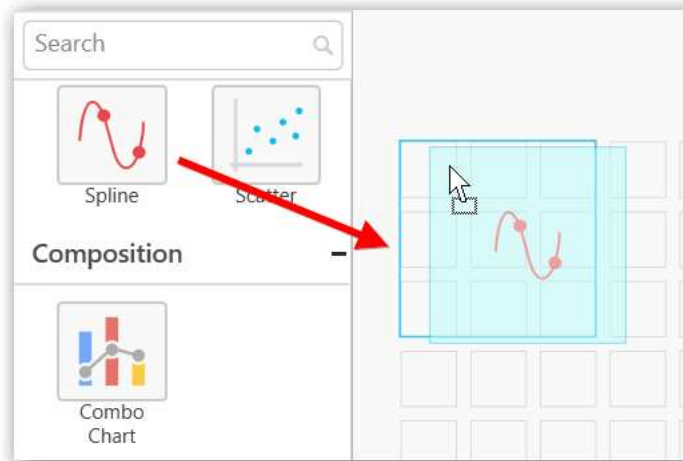 Search
Spline
Scatter
Composition
Combo
Chart